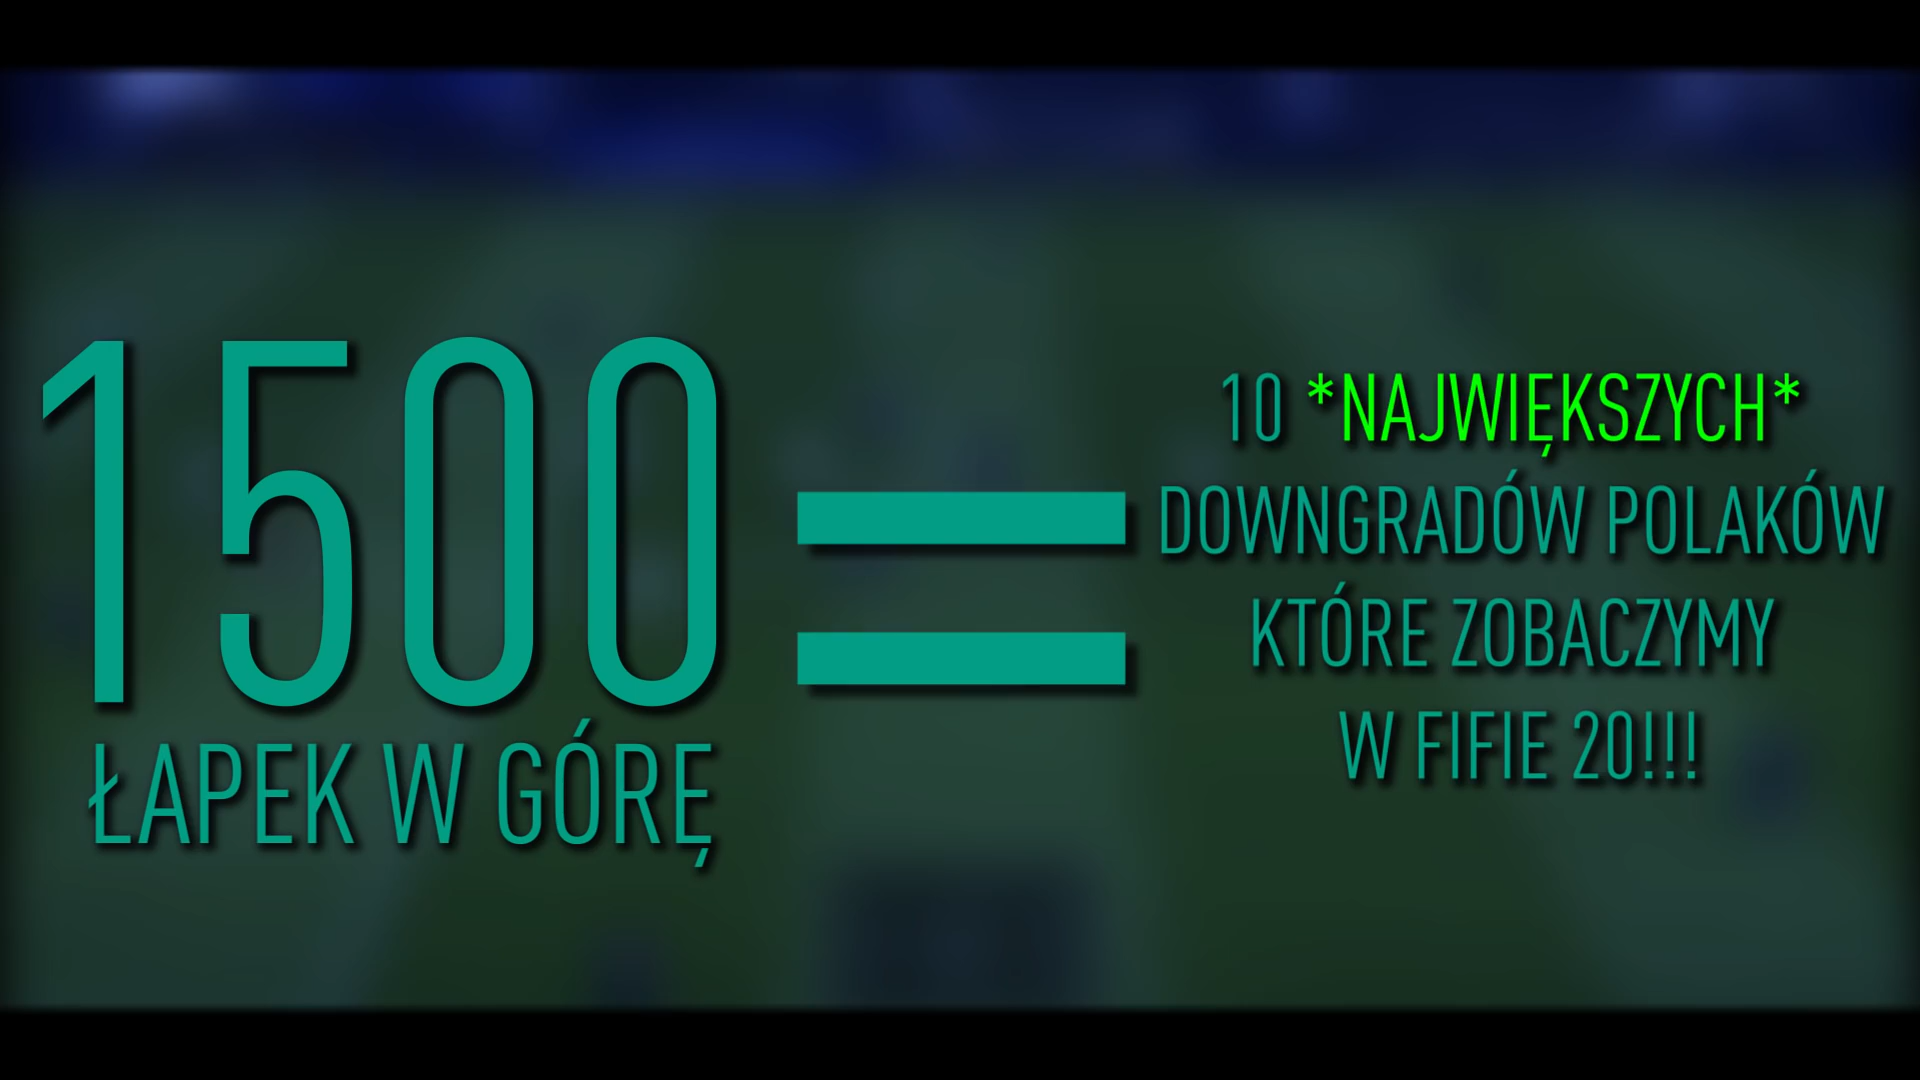 1500
ŁAPEK W GÓRĘ
=
10 *NAJWIĘKSZYCH*
DOWNGRADÓW POLAKÓW
KTÓRE ZOBACZYMY
W FIFIE 20!!!